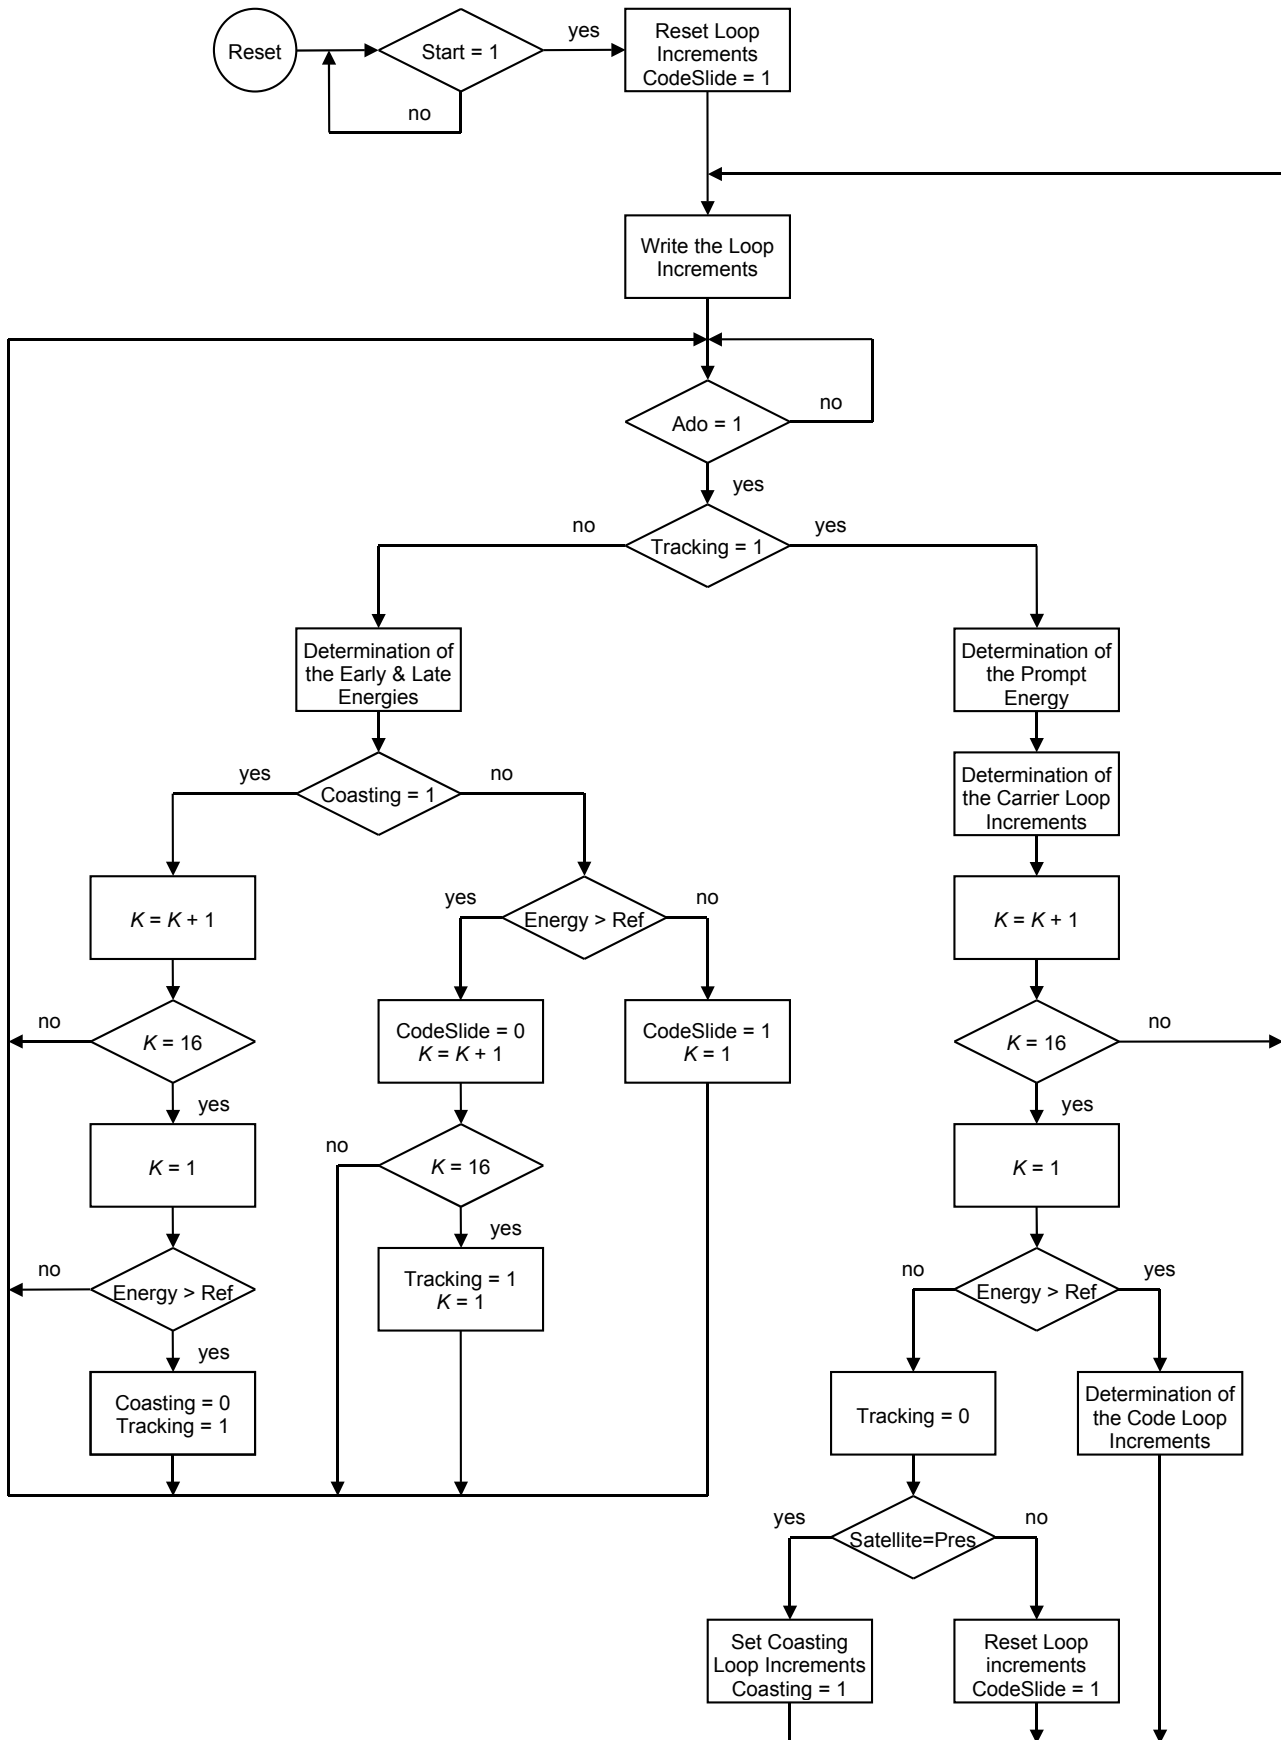 Reset
Start = 1
yes
no
Reset Loop
Increments
CodeSlide = 1
Write the Loop
Increments
Ado = 1
no
yes
no
Tracking = 1
yes
Determination of
the Early & Late
Energies
Determination of
the Prompt
Energy
yes
Coasting = 1
no
Determination of
the Carrier Loop
Increments
K = K + 1
yes
Energy > Ref
no
K = K + 1
no
K = 16
CodeSlide = 0
K = K + 1
CodeSlide = 1
K = 1
K = 16
no
yes
yes
K = 1
no
K = 16
K = 1
yes
no
Energy > Ref
Tracking = 1
K = 1
no
Energy > Ref
yes
yes
Coasting = 0
Tracking = 1
Tracking = 0
Determination of
the Code Loop
Increments
yes
Satellite=Pres
no
Set Coasting
Loop Increments
Coasting = 1
Reset Loop
increments
CodeSlide = 1